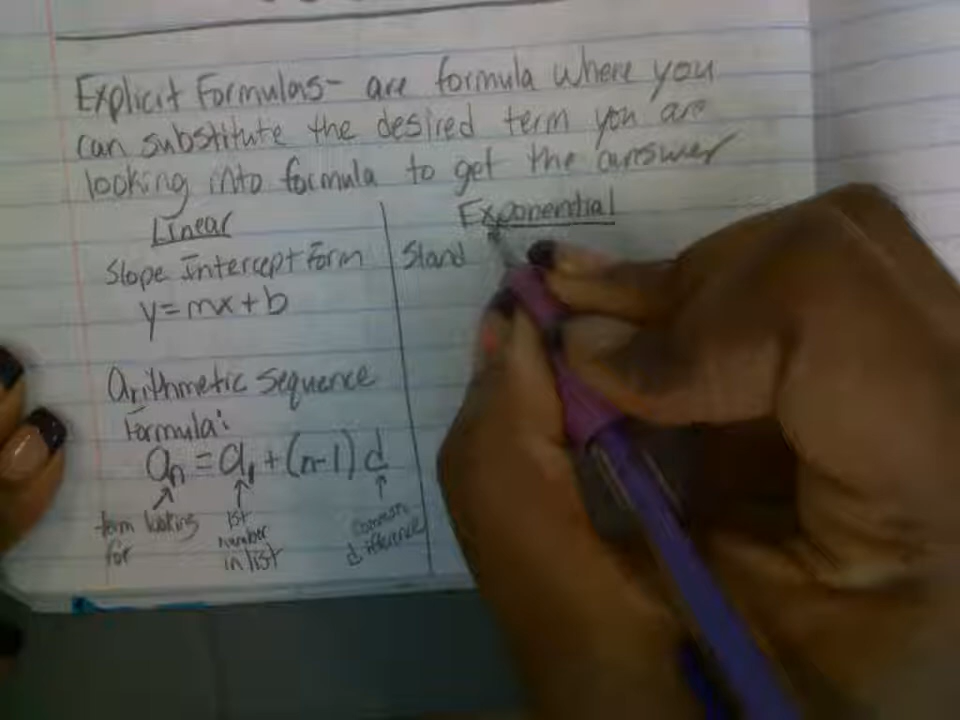 Explicit Formulas- are formula where you
can substitute the desired term you are
looking into formula to get the answer
Linear
Slope Intercept Form
y=mx+b
Arithmetic Sequence
Formula:
aₙ = a₁ + (n-1) d
term looking for
1st number in list
common difference
Exponential
Stand